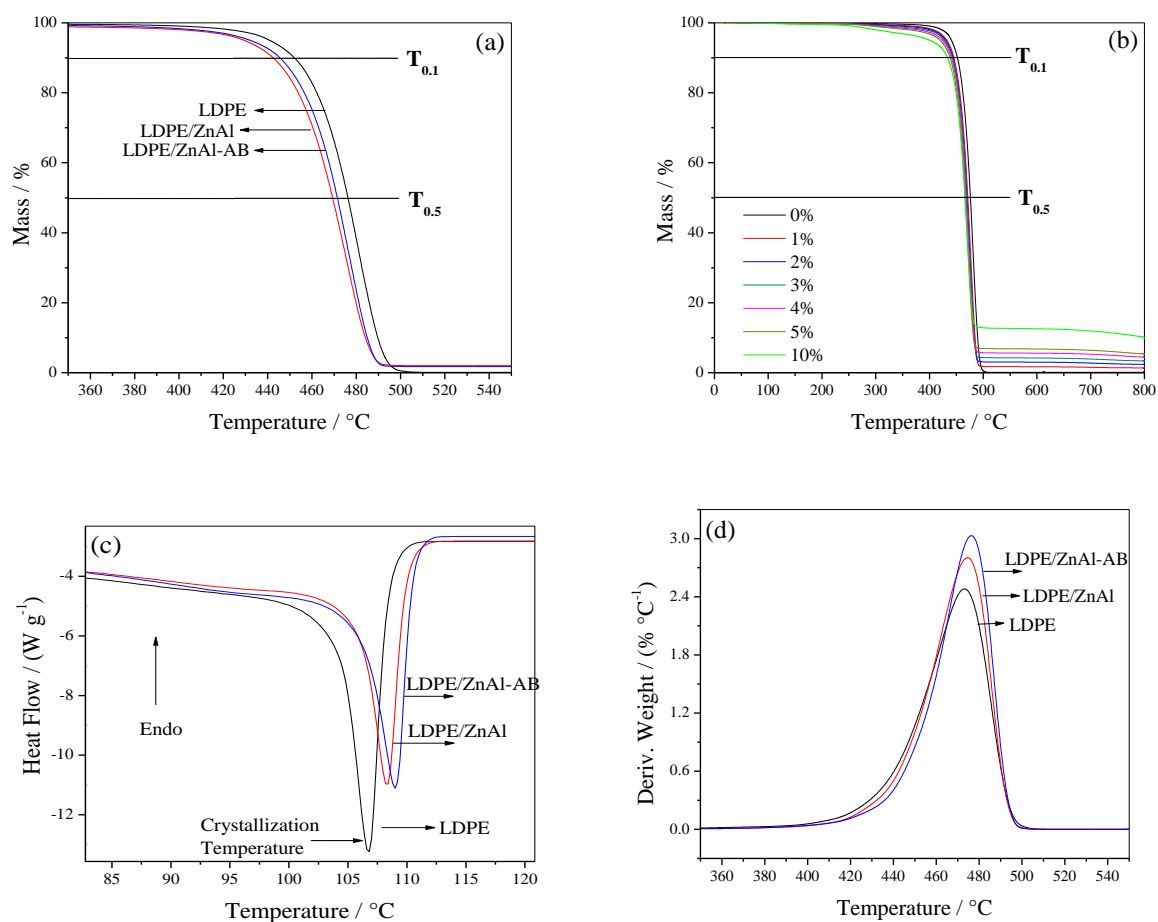 (a)
100
80
60
40
20
0
Mass / %
T0.1
LDPE
LDPE/ZnAl
LDPE/ZnAl-AB
T0.5
360 380 400 420 440 460 480 500 520 540
Temperature / °C
(b)
100
80
60
40
20
0
Mass / %
T0.1
T0.5
0%
1%
2%
3%
4%
5%
10%
0 100 200 300 400 500 600 700 800
Temperature / °C
(c)
-4
-6
-8
-10
-12
Heat Flow / (W g-1)
Endo
LDPE/ZnAl-AB
LDPE/ZnAl
LDPE
Crystallization
Temperature
85 90 95 100 105 110 115 120
Temperature / °C
(d)
3.0
2.4
1.8
1.2
0.6
0.0
Deriv. Weight / (% °C-1)
LDPE/ZnAl-AB
LDPE/ZnAl
LDPE
360 380 400 420 440 460 480 500 520 540
Temperature / °C